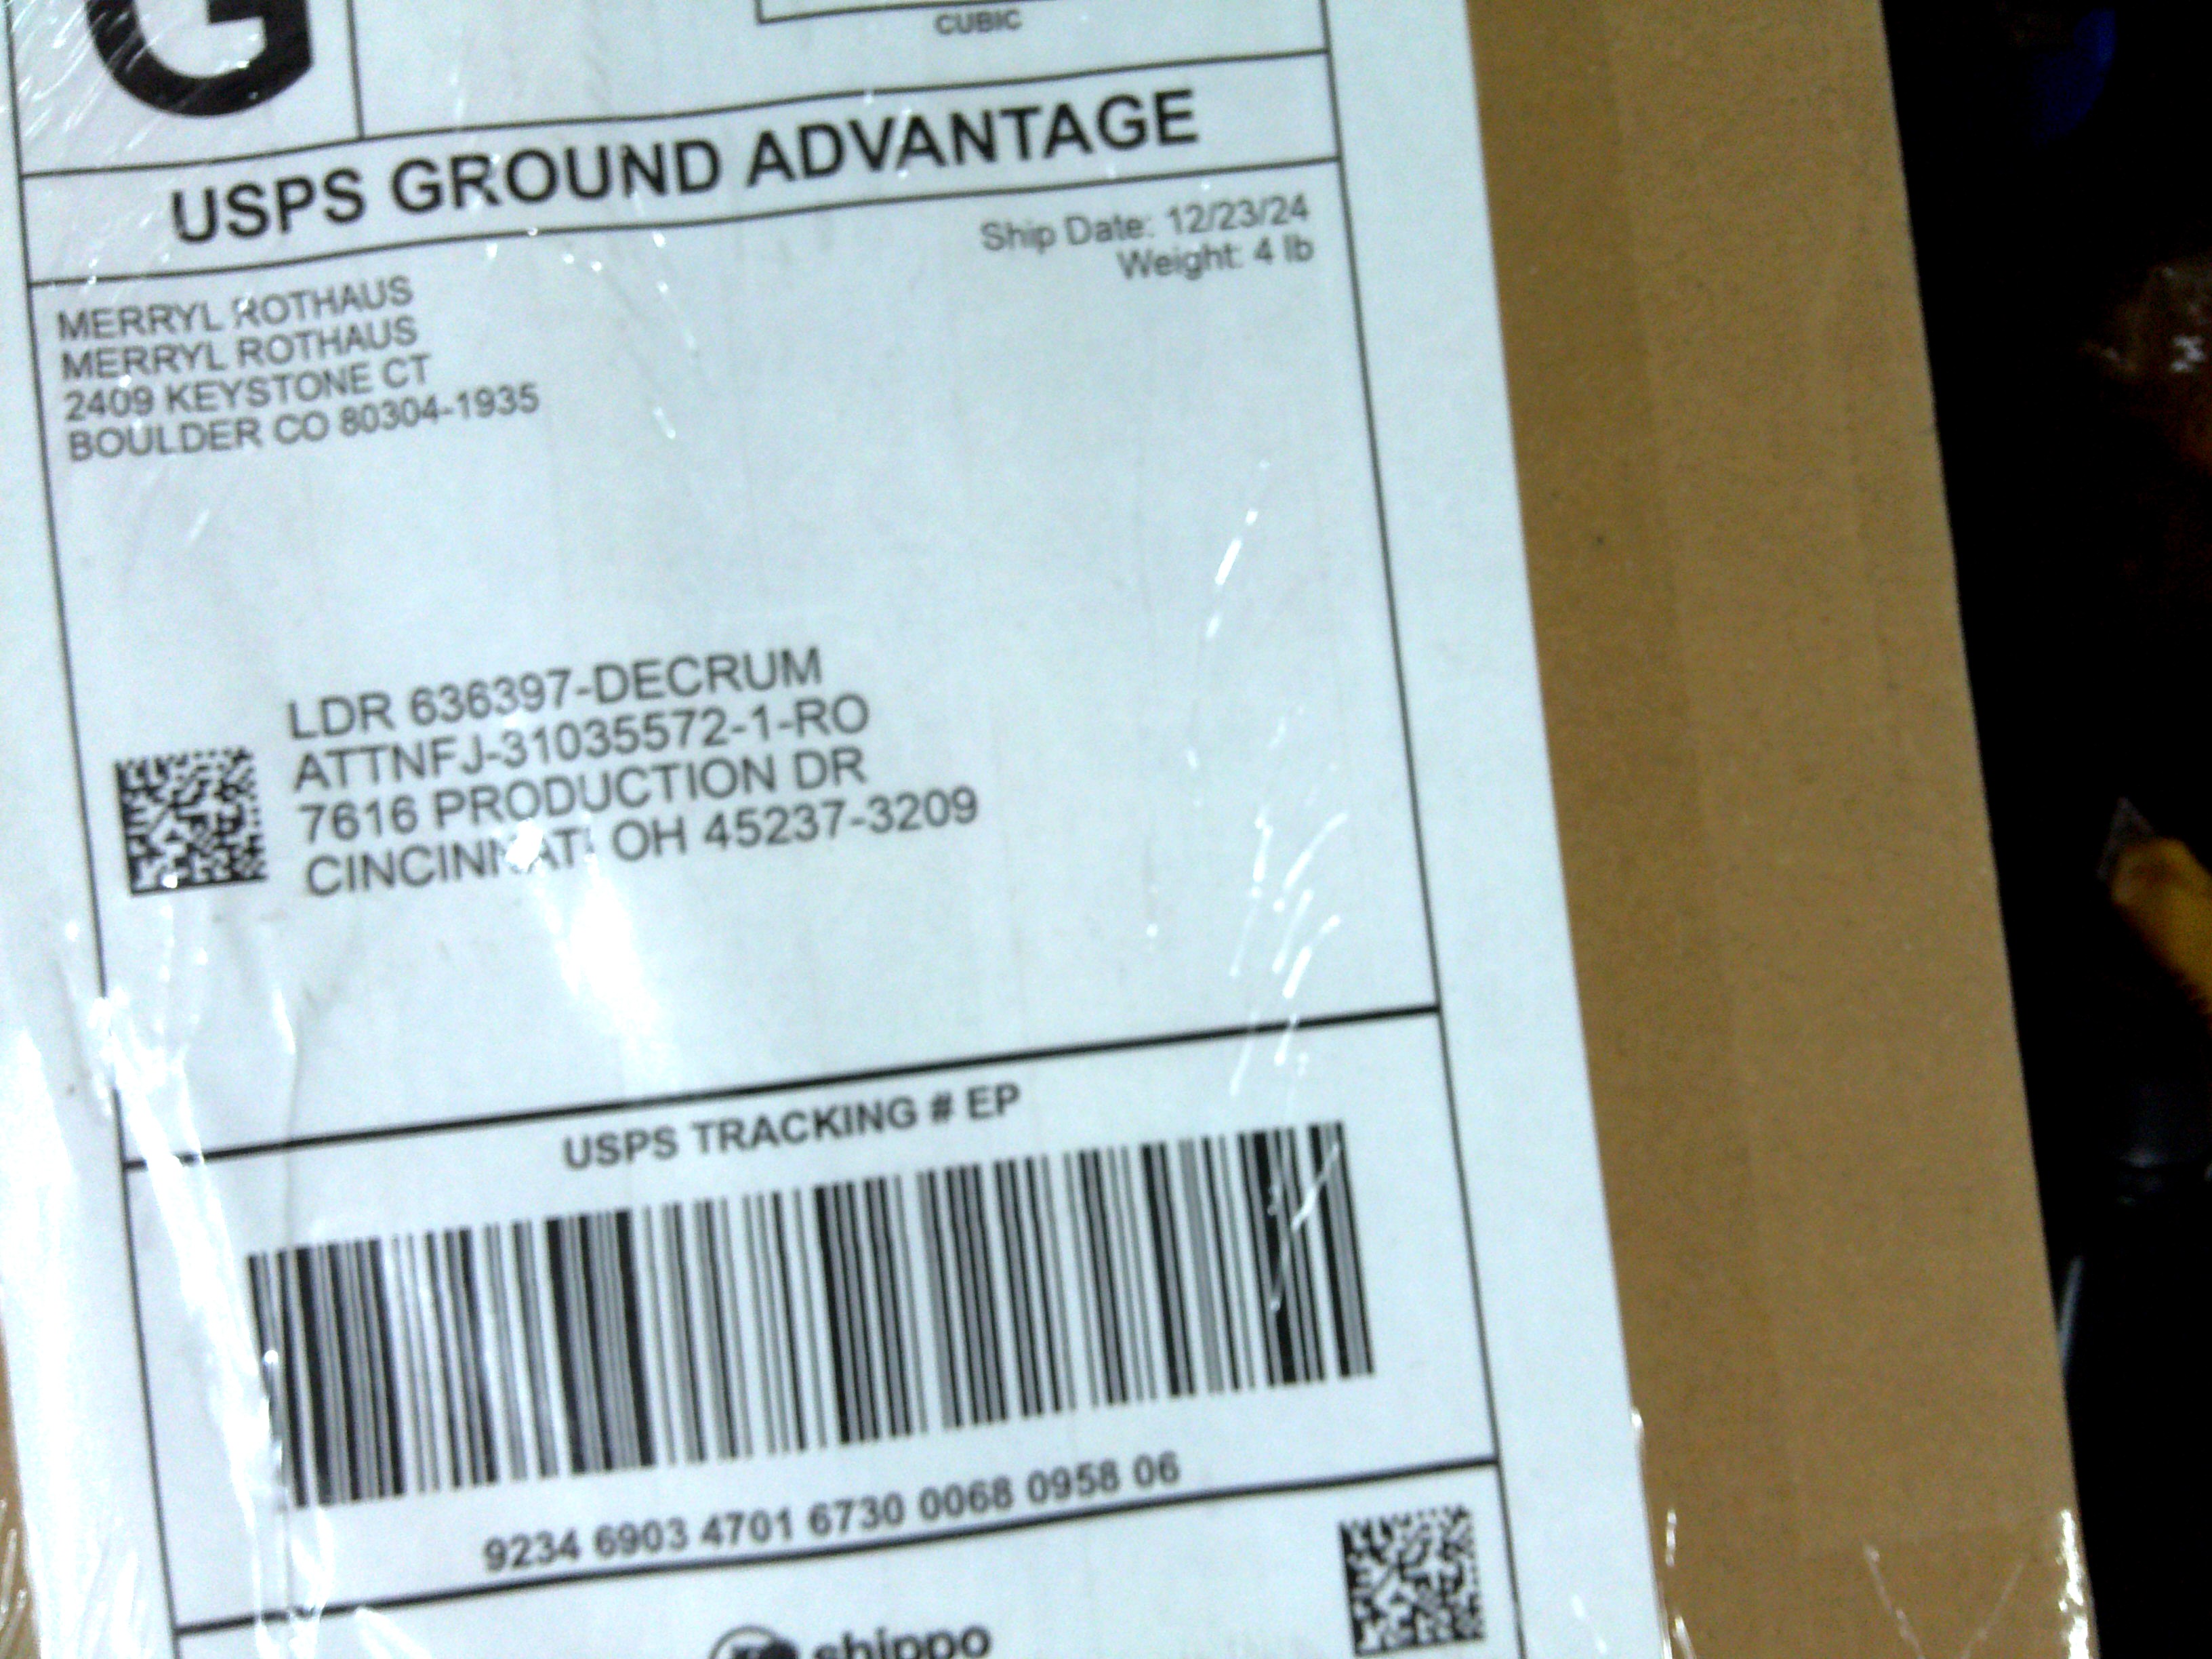 G
CUBIC
USPS GROUND ADVANTAGE
Ship Date: 12/23/24
Weight: 4 lb
MERRYL ROTHAUS
MERRYL ROTHAUS
2409 KEYSTONE CT
BOULDER CO 80304-1935
LDR 636397-DECRUM
ATTNFJ-31035572-1-RO
7616 PRODUCTION DR
CINCINNATI OH 45237-3209
USPS TRACKING # EP
9234 6903 4701 6730 0068 0958 06
shippo